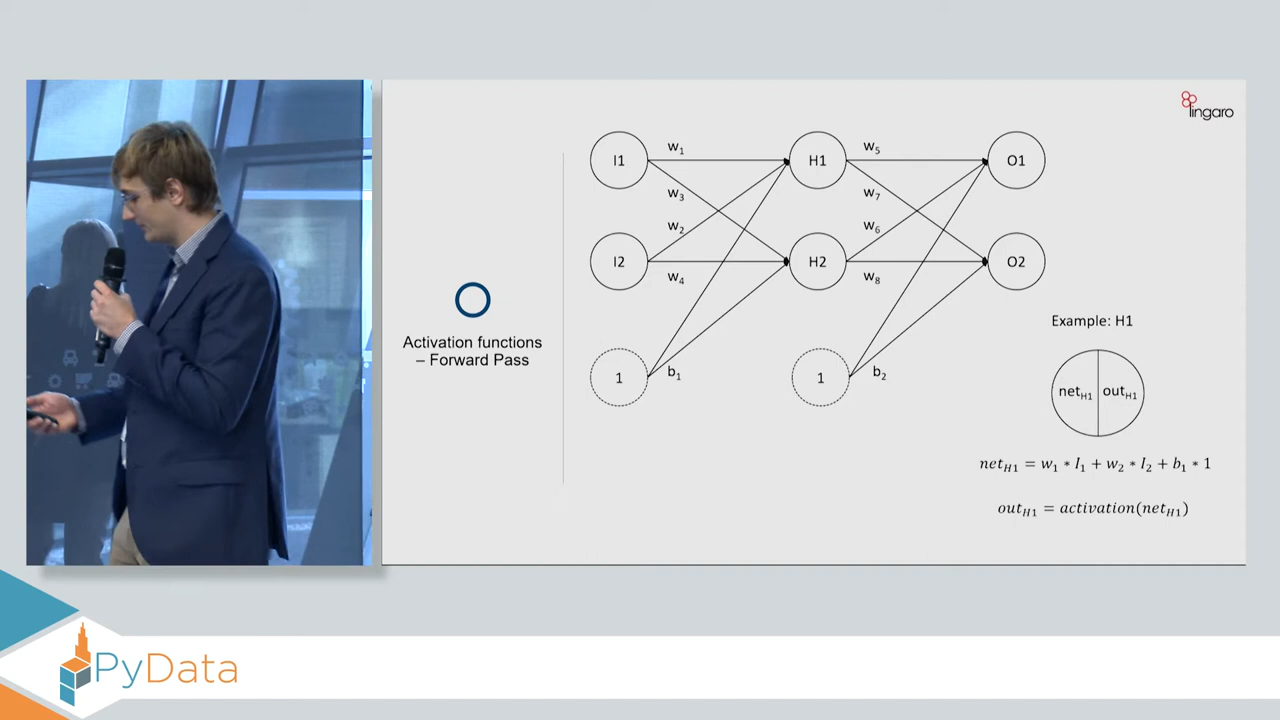 lingaro
I1
w1
H1
w5
O1
w3
w7
w2
w6
I2
w4
H2
w8
O2
Example: H1
Activation functions
– Forward Pass
1
b1
1
b2
netH1
outH1
netH1 = w1 * I1 + w2 * I2 + b1 * 1
outH1 = activation(netH1)
PyData